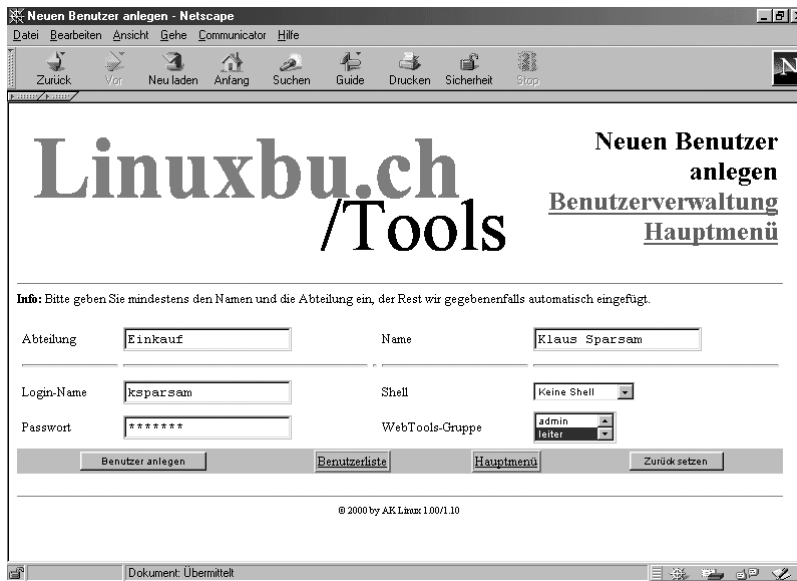 Neuen Benutzer anlegen - Netscape
Datei Bearbeiten Ansicht Gehe Communicator Hilfe
Zurück Vor Neu laden Anfang Suchen Guide Drucken Sicherheit Stop
N
Linuxbu.ch
/Tools
Neuen Benutzer
anlegen
Benutzerverwaltung
Hauptmenü
Info: Bitte geben Sie mindestens den Namen und die Abteilung ein, der Rest wir gegebenenfalls automatisch eingefügt.
Abteilung Einkauf Name Klaus Sparsam
Login-Name ksparsam Shell Keine Shell
Passwort ******* WebTools-Gruppe admin
leiter
Benutzer anlegen Benutzerliste Hauptmenü Zurück setzen
© 2000 by AK Linux 1.00/1.10
Dokument: Übermittelt